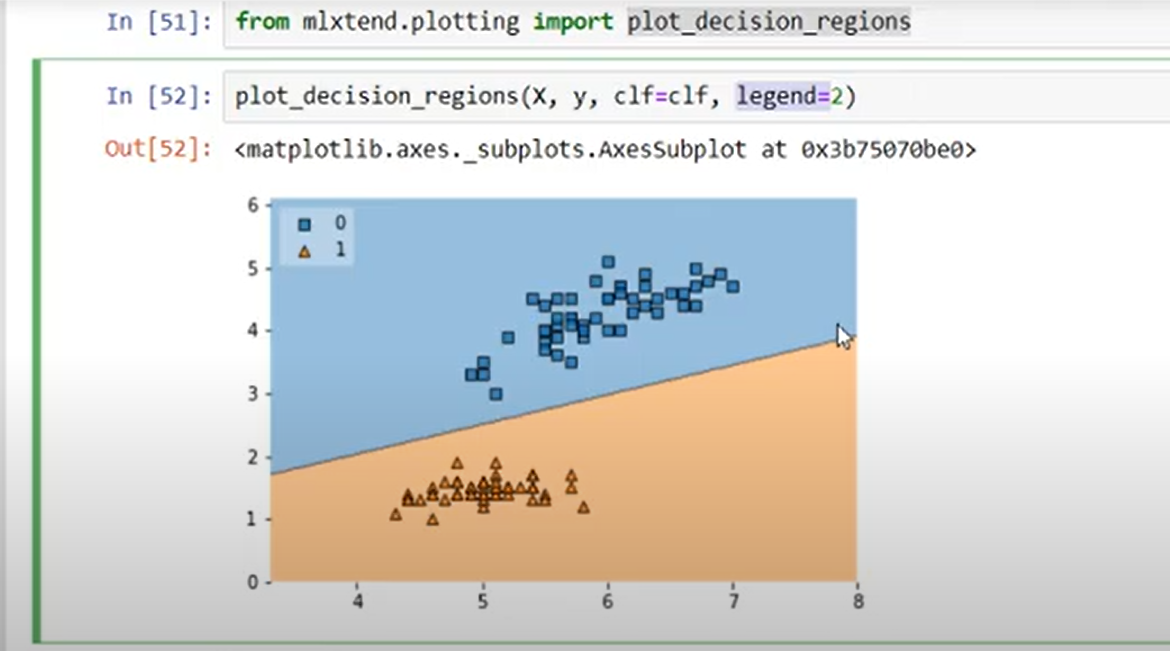 In [51]: from mlxtend.plotting import plot_decision_regions
In [52]: plot_decision_regions(X, y, clf=clf, legend=2)
Out[52]: <matplotlib.axes._subplots.AxesSubplot at 0x3b75070be0>
6
0
1
5
4
3
2
1
0
4 5 6 7 8